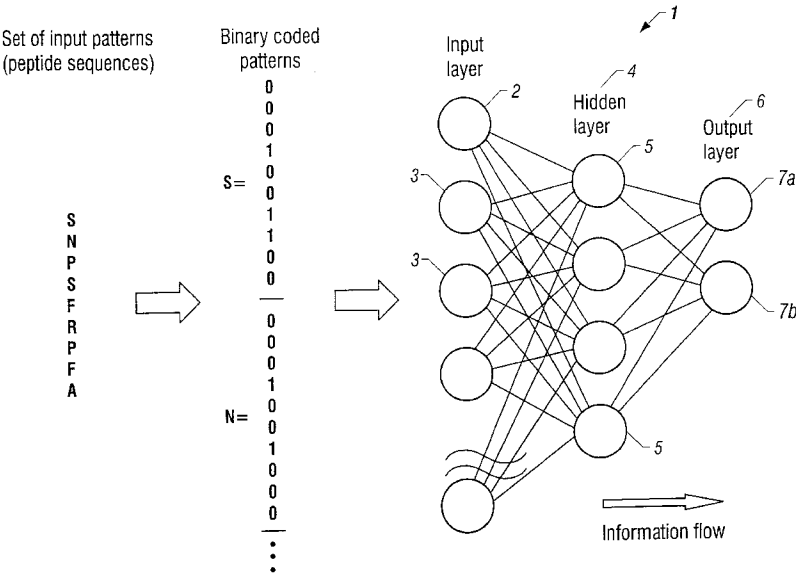 Set of input patterns
(peptide sequences)
S
N
P
S
F
R
P
F
A
Binary coded
patterns
S=
0
0
0
1
0
0
1
1
0
0
N=
0
0
0
1
0
0
1
0
0
0
1
Input
layer
2
3
3
4
Hidden
layer
5
5
6
Output
layer
7a
7b
Information flow